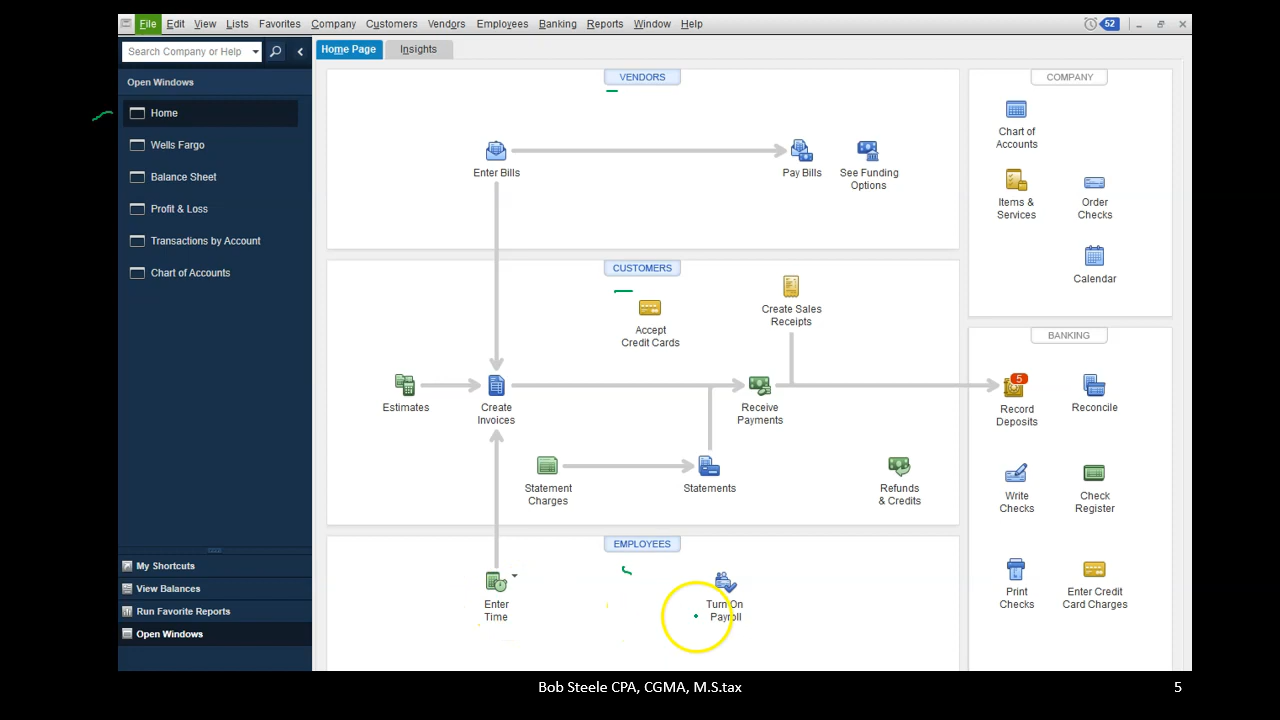 File Edit View Lists Favorites Company Customers Vendors Employees Banking Reports Window Help 52
Search Company or Help
Home Page Insights
Open Windows
Home
Wells Fargo
Balance Sheet
Profit & Loss
Transactions by Account
Chart of Accounts
My Shortcuts
View Balances
Run Favorite Reports
Open Windows
VENDORS
Enter Bills
Pay Bills
See Funding
Options
CUSTOMERS
Accept
Credit Cards
Create Sales
Receipts
Estimates
Create
Invoices
Receive
Payments
Statement
Charges
Statements
Refunds
& Credits
EMPLOYEES
Enter
Time
Turn On
Payroll
COMPANY
Chart of
Accounts
Items &
Services
Order
Checks
Calendar
BANKING
5
Record
Deposits
Reconcile
Write
Checks
Check
Register
Print
Checks
Enter Credit
Card Charges
Bob Steele CPA, CGMA, M.S.tax
5